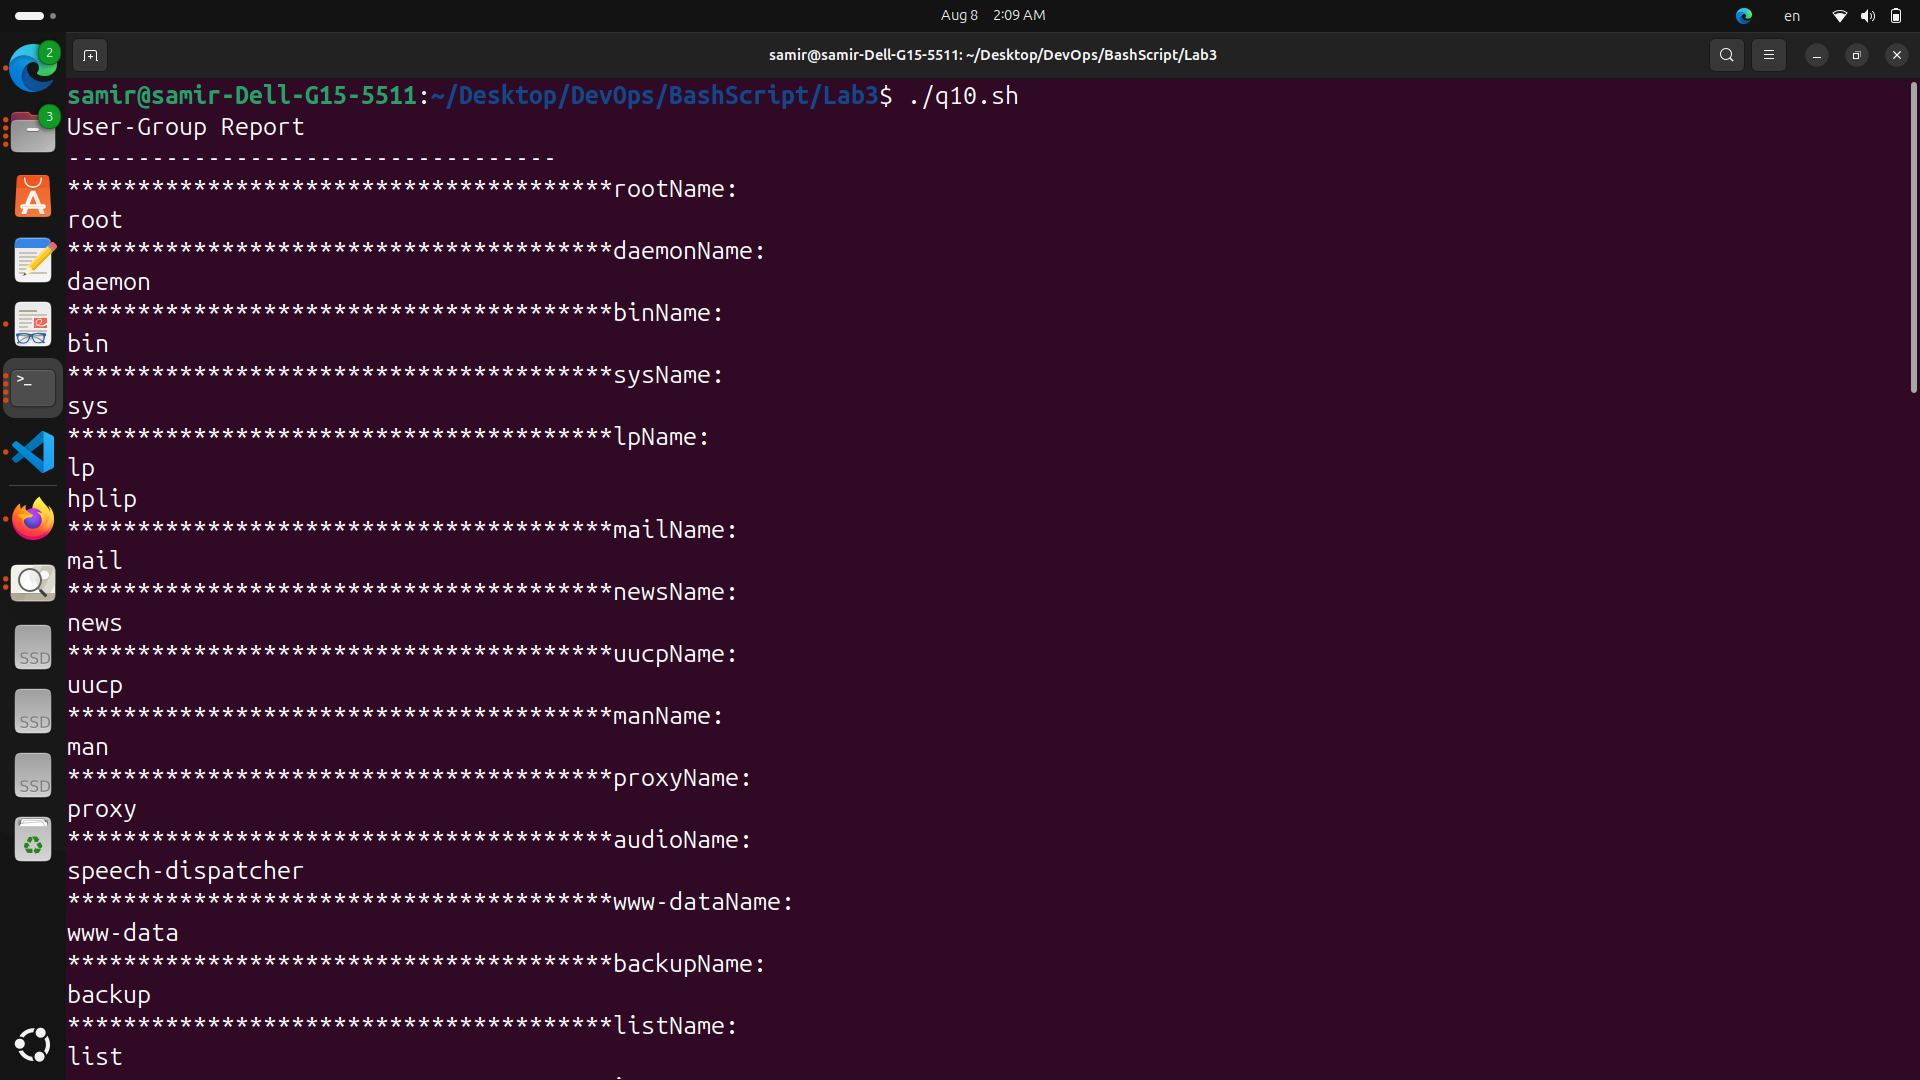 Aug 8 2:09 AM
en
samir@samir-Dell-G15-5511: ~/Desktop/DevOps/BashScript/Lab3
2
3
>_
SSD
SSD
SSD
samir@samir-Dell-G15-5511:~/Desktop/DevOps/BashScript/Lab3$ ./q10.sh
User-Group Report
-----------------------------------
***************************************rootName:
root
***************************************daemonName:
daemon
***************************************binName:
bin
***************************************sysName:
sys
***************************************lpName:
lp
hplip
***************************************mailName:
mail
***************************************newsName:
news
***************************************uucpName:
uucp
***************************************manName:
man
***************************************proxyName:
proxy
***************************************audioName:
speech-dispatcher
***************************************www-dataName:
www-data
***************************************backupName:
backup
***************************************listName:
list